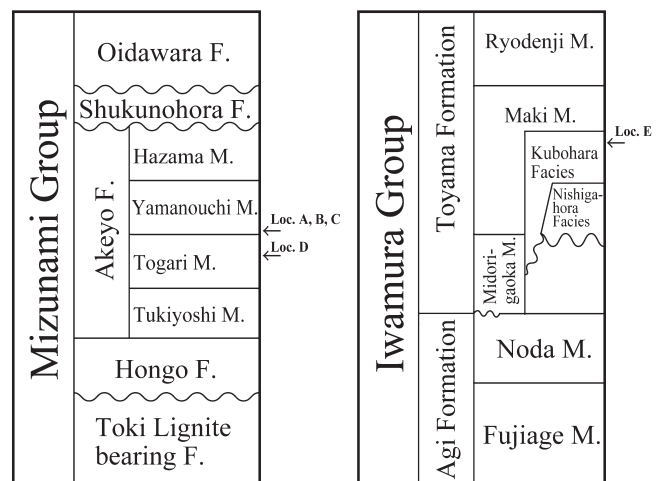 Mizunami Group
Oidawara F.
Shukunohora F.
Akeyo F.
Hazama M.
Yamanouchi M.
Loc. A, B, C
Togari M.
Loc. D
Tukiyoshi M.
Hongo F.
Toki Lignite
bearing F.
Iwamura Group
Toyama Formation
Ryodenji M.
Maki M.
Kubohara
Facies
Loc. E
Nishiga-
hora
Facies
Midori-
gaoka M.
Agi Formation
Noda M.
Fujiage M.